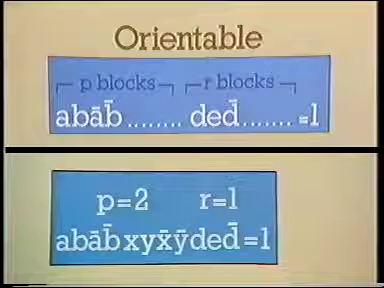 Orientable
p blocks r blocks
abāb̄........ded̄.......=1
p=2 r=1
abāb̄xyx̄ȳded̄=1